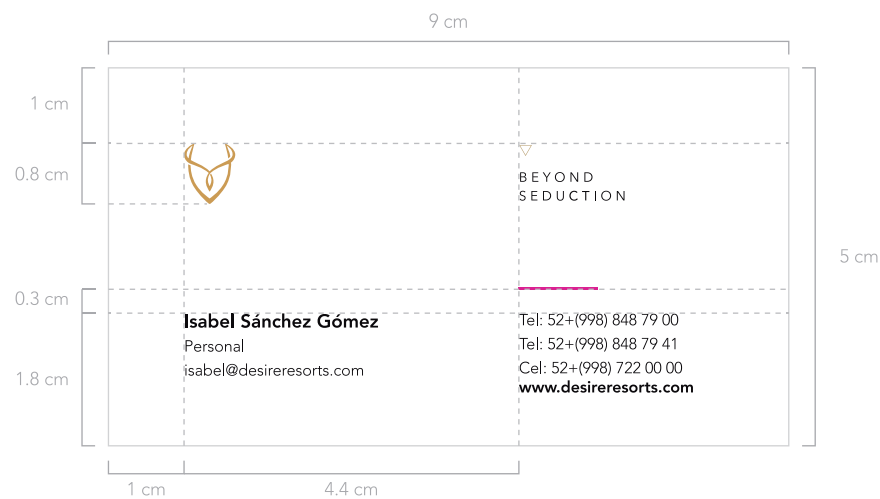 9 cm
1 cm
0.8 cm
BEYOND
SEDUCTION
5 cm
0.3 cm
1.8 cm
Isabel Sánchez Gómez
Personal
isabel@desireresorts.com
Tel: 52+(998) 848 79 00
Tel: 52+(998) 848 79 41
Cel: 52+(998) 722 00 00
www.desireresorts.com
1 cm
4.4 cm